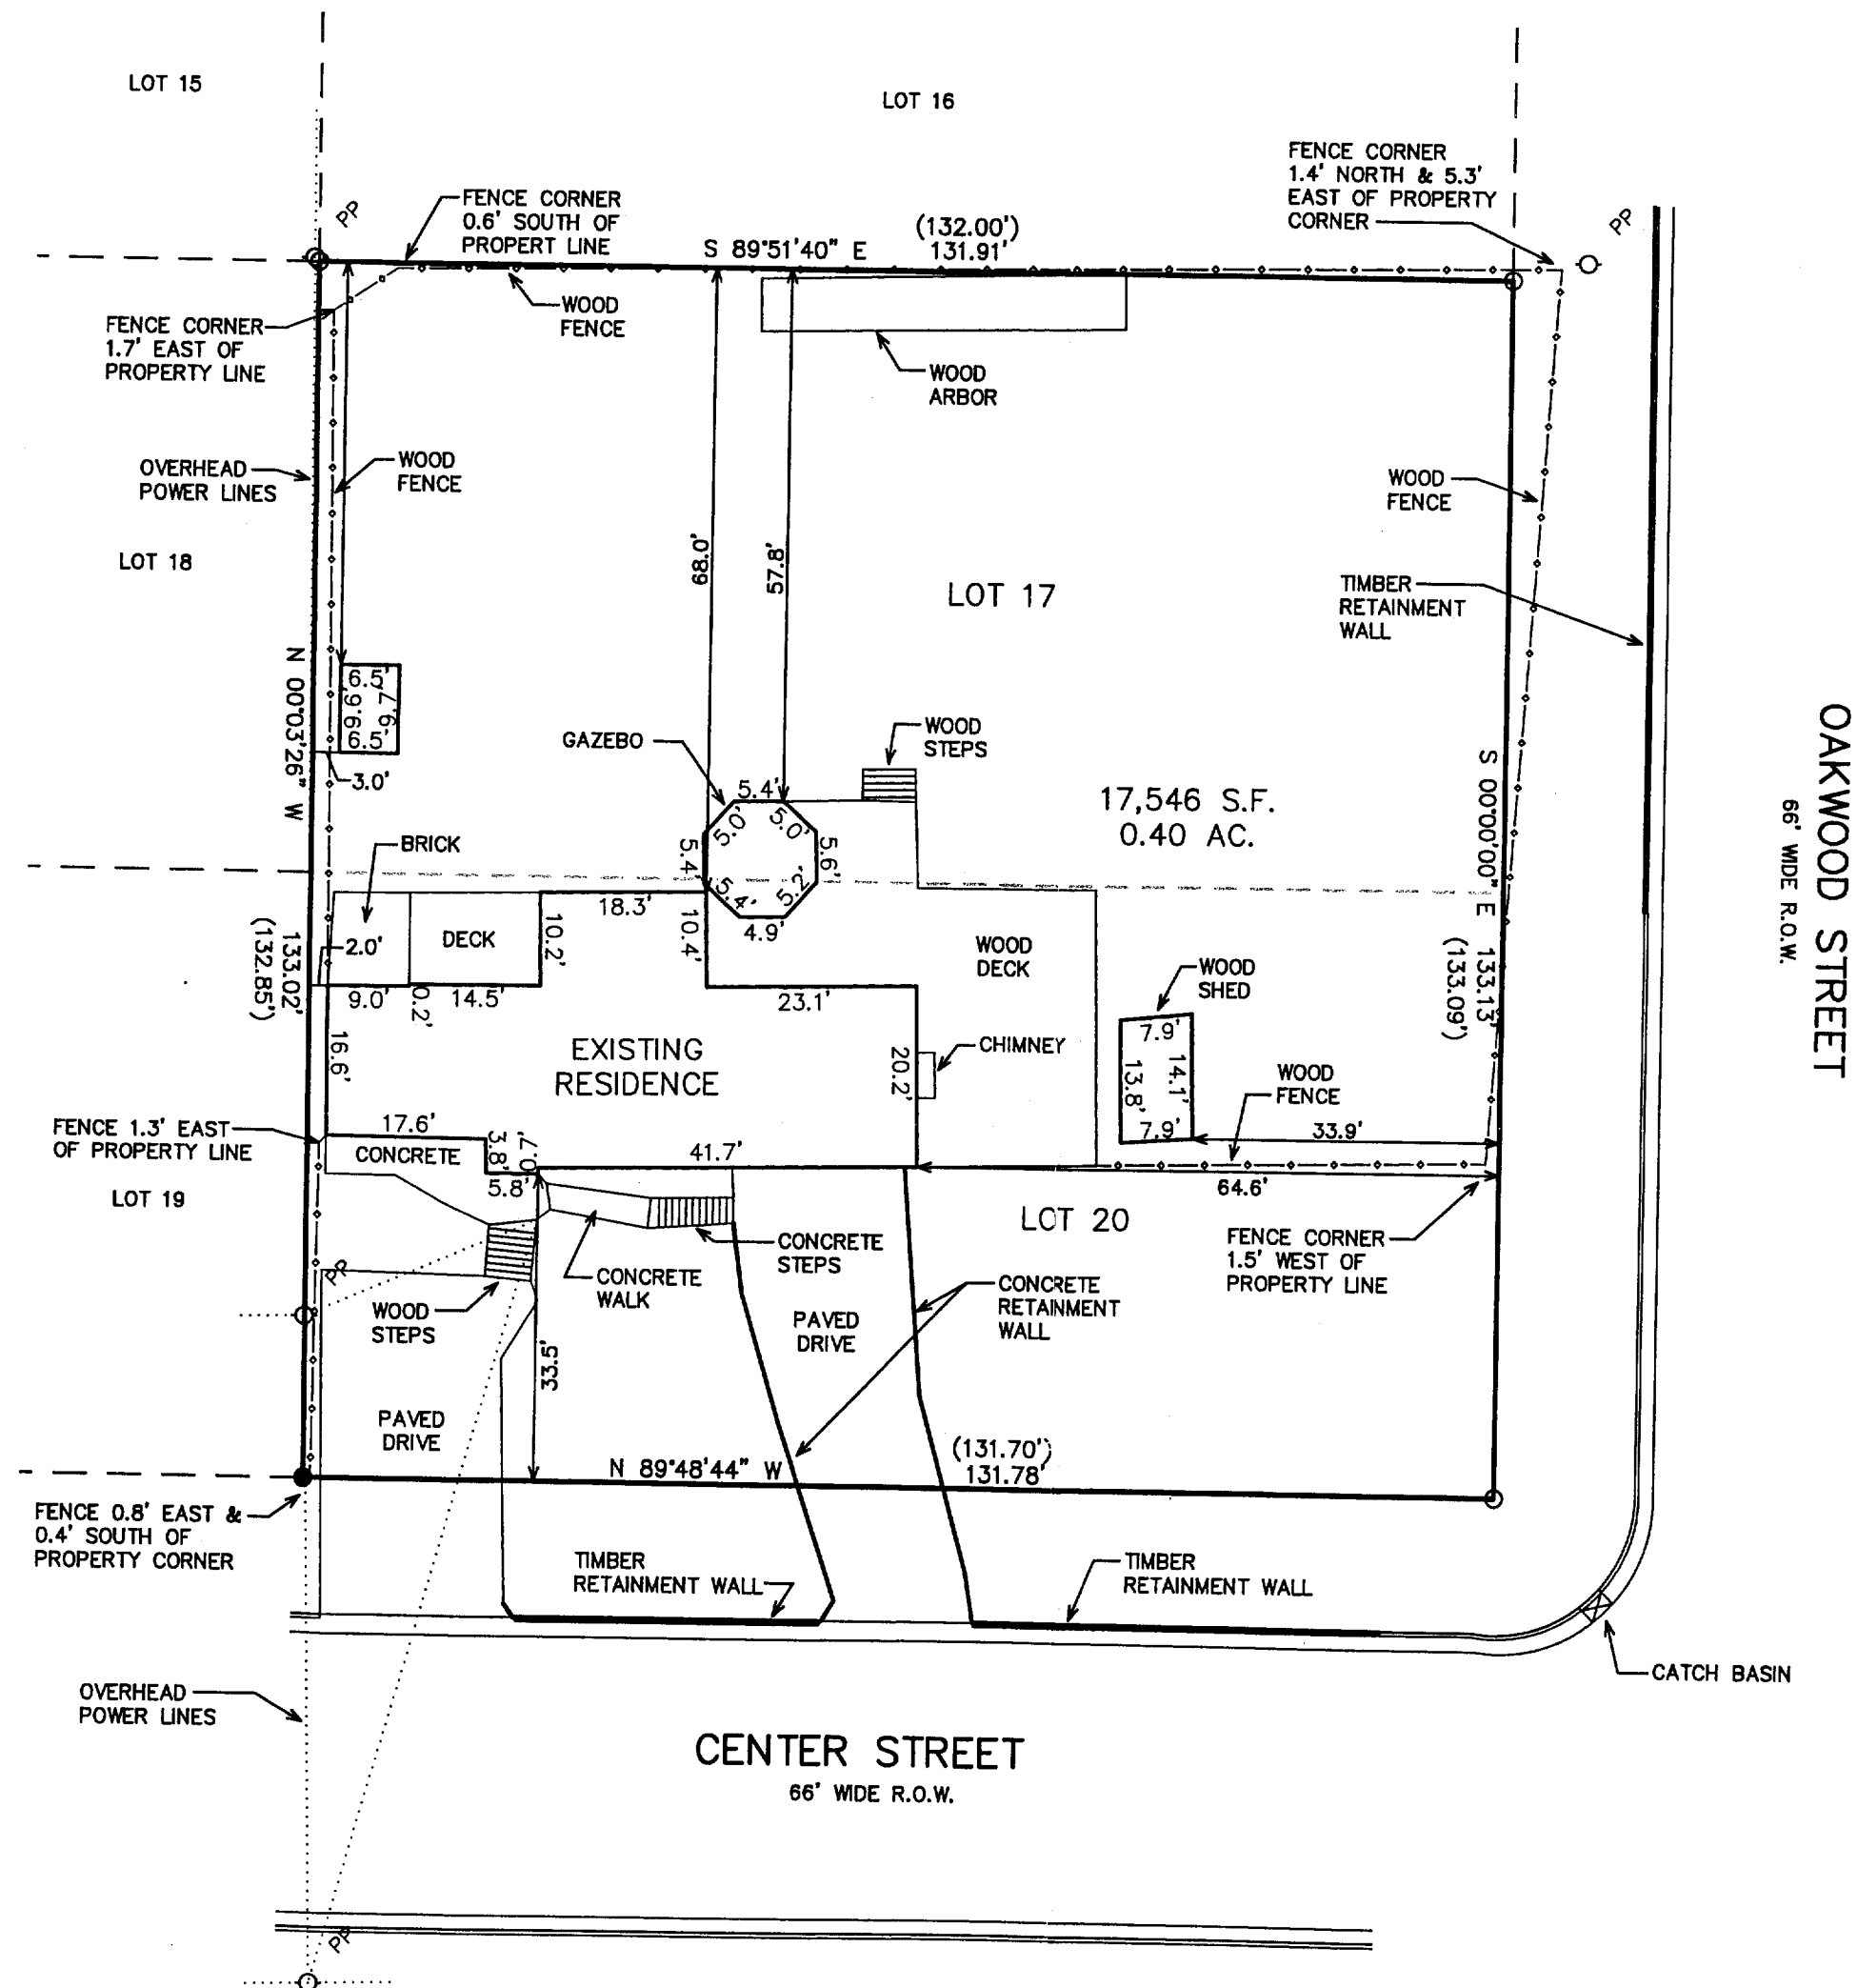 LOT 15
LOT 16
FENCE CORNER
1.4' NORTH & 5.3'
EAST OF PROPERTY
CORNER
PP
PP
FENCE CORNER
0.6' SOUTH OF
PROPERT LINE
(132.00')
S 89°51'40" E 131.91'
WOOD
FENCE
FENCE CORNER
1.7' EAST OF
PROPERTY LINE
WOOD
ARBOR
OVERHEAD
POWER LINES
WOOD
FENCE
WOOD
FENCE
LOT 18
68.0'
57.8'
LOT 17
TIMBER
RETAINMENT
WALL
N 00°03'26" W 133.02'
(132.85')
6.5'
9.6'
9.7'
6.5'
3.0'
GAZEBO
WOOD
STEPS
5.4'
5.0'
5.0'
5.4'
5.6'
5.4'
5.2'
4.9'
17,546 S.F.
0.40 AC.
S 00°00'00" E 133.13'
(133.09')
OAKWOOD STREET
66' WIDE R.O.W.
BRICK
2.0'
DECK
18.3'
10.2'
10.4'
WOOD
DECK
WOOD
SHED
9.0'
0.2'
14.5'
23.1'
16.6'
EXISTING
RESIDENCE
20.2'
CHIMNEY
7.9'
13.8'
14.1'
7.9'
WOOD
FENCE
33.9'
FENCE 1.3' EAST
OF PROPERTY LINE
17.6'
CONCRETE
3.8'
0.7'
5.8'
41.7'
64.6'
LOT 19
LOT 20
CONCRETE
STEPS
FENCE CORNER
1.5' WEST OF
PROPERTY LINE
PP
WOOD
STEPS
CONCRETE
WALK
CONCRETE
RETAINMENT
WALL
PAVED
DRIVE
33.5'
PAVED
DRIVE
(131.70')
N 89°48'44" W 131.78'
FENCE 0.8' EAST &
0.4' SOUTH OF
PROPERTY CORNER
TIMBER
RETAINMENT WALL
TIMBER
RETAINMENT WALL
CATCH BASIN
OVERHEAD
POWER LINES
CENTER STREET
66' WIDE R.O.W.
PP